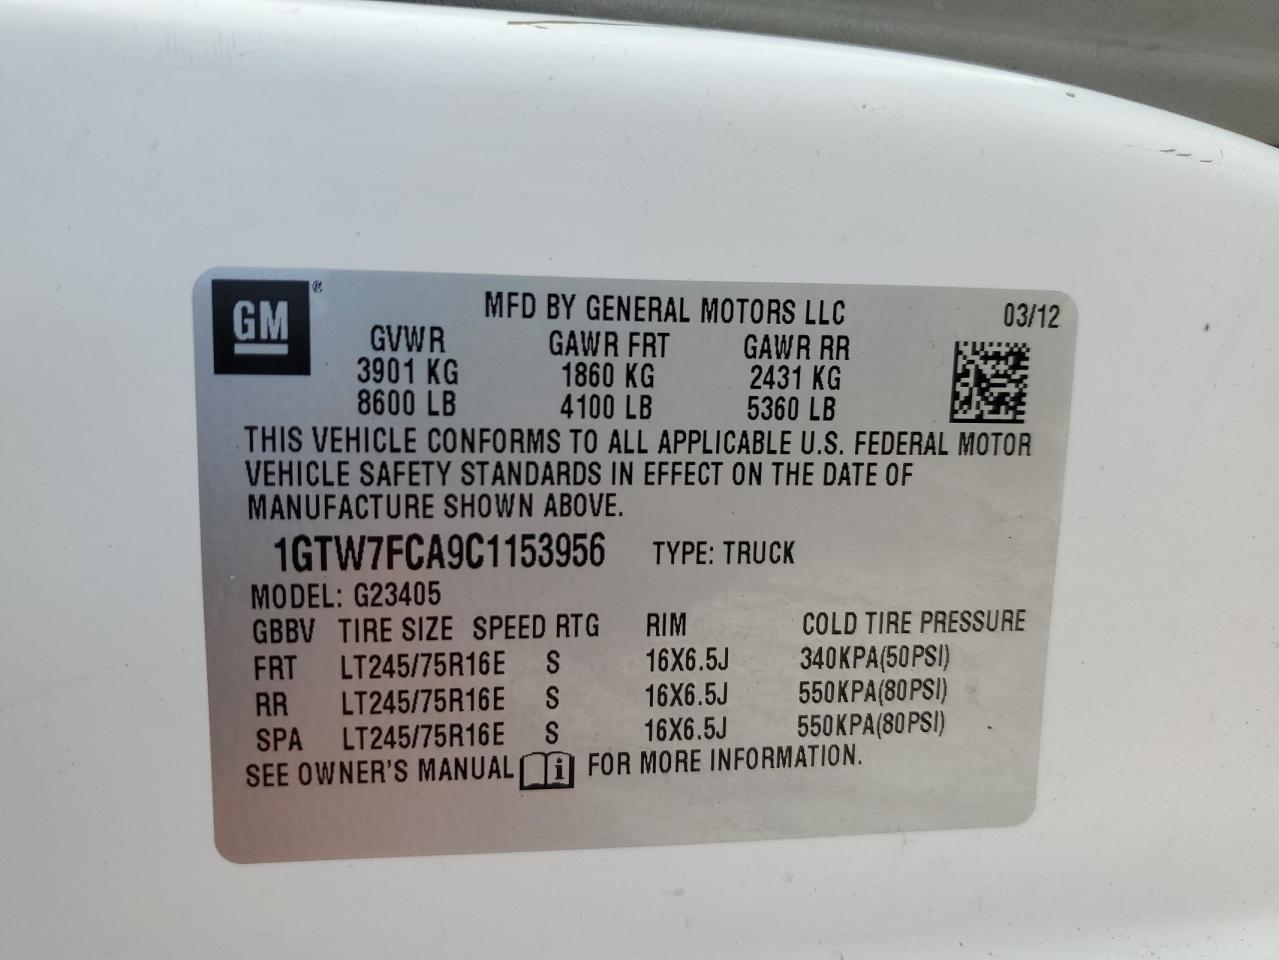 GM ®
MFD BY GENERAL MOTORS LLC 03/12
GVWR GAWR FRT GAWR RR
3901 KG 1860 KG 2431 KG
8600 LB 4100 LB 5360 LB
THIS VEHICLE CONFORMS TO ALL APPLICABLE U.S. FEDERAL MOTOR
VEHICLE SAFETY STANDARDS IN EFFECT ON THE DATE OF
MANUFACTURE SHOWN ABOVE.
1GTW7FCA9C1153956 TYPE: TRUCK
MODEL: G23405
GBBV TIRE SIZE SPEED RTG RIM COLD TIRE PRESSURE
FRT LT245/75R16E S 16X6.5J 340KPA(50PSI)
RR LT245/75R16E S 16X6.5J 550KPA(80PSI)
SPA LT245/75R16E S 16X6.5J 550KPA(80PSI)
SEE OWNER'S MANUAL i FOR MORE INFORMATION.